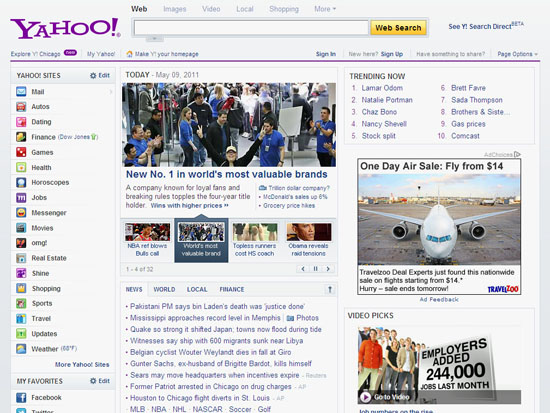 Web Images Video Local Shopping More
YAHOO!
Web Search
See Y! Search Direct BETA
Explore Y! Chicago New My Yahoo! Make Y! your homepage
Sign In New here? Sign Up Have something to share? Page Options
YAHOO! SITES Edit
Mail
Autos
Dating
Finance (Dow Jones)
Games
Health
Horoscopes
Jobs
Messenger
Movies
omg!
Real Estate
Shine
Shopping
Sports
Travel
Updates
Weather (68°F)
More Yahoo! Sites
MY FAVORITES Edit
Facebook
Twitter
TODAY - May 09, 2011
New No. 1 in world's most valuable brands
A company known for loyal fans and
breaking rules topples the four-year title
holder. Wins with higher prices »
Trillion dollar company?
• McDonald's sales up 6%
• Grocery price hikes
NBA ref blows
Bulls call
World's most
valuable brand
Topless runners
cost HS coach
Obama reveals
raid tensions
1 - 4 of 32
NEWS WORLD LOCAL FINANCE
• Pakistani PM says bin Laden's death was 'justice done'
• Mississippi approaches record level in Memphis Photos
• Quake so strong it shifted Japan; towns now flood during tide
• Witnesses say ship with 600 migrants sunk near Libya
• Belgian cyclist Wouter Weylandt dies in fall at Giro
• Gunter Sachs, ex-husband of Brigitte Bardot, kills himself
• Sears may move headquarters when incentives expire - Reuters
• Former Patriot arrested in Chicago on drug charges - AP
• Houston to Chicago flight diverts in St. Louis - AP
• MLB · NBA · NHL · NASCAR · Soccer · Golf
TRENDING NOW
1. Lamar Odom
2. Natalie Portman
3. Chaz Bono
4. Nancy Shevell
5. Stock split
6. Brett Favre
7. Sada Thompson
8. Brothers & Siste...
9. Gas prices
10. Comcast
AdChoices
One Day Air Sale: Fly from $14
Travelzoo Deal Experts just found this nationwide
sale on flights starting from $14.*
Hurry – sale ends tomorrow!
TRAVELZOO
Ad Feedback
VIDEO PICKS
EMPLOYERS
ADDED
244,000
JOBS LAST MONTH
Go to Video
Job numbers on the rise